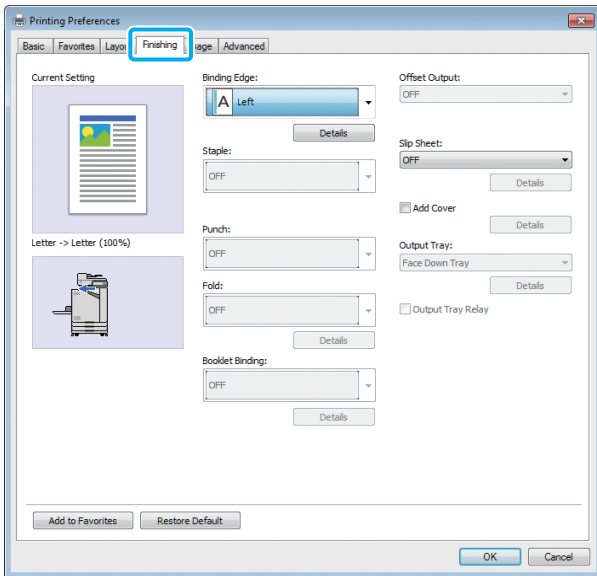 Printing Preferences
Basic Favorites Layou Finishing age Advanced
Current Setting
Letter -> Letter (100%)
Binding Edge:
A Left
Details
Staple:
OFF
Punch:
OFF
Fold:
OFF
Details
Booklet Binding:
OFF
Details
Offset Output:
OFF
Slip Sheet:
OFF
Details
Add Cover
Details
Output Tray:
Face Down Tray
Details
Output Tray Relay
Add to Favorites Restore Default
OK Cancel